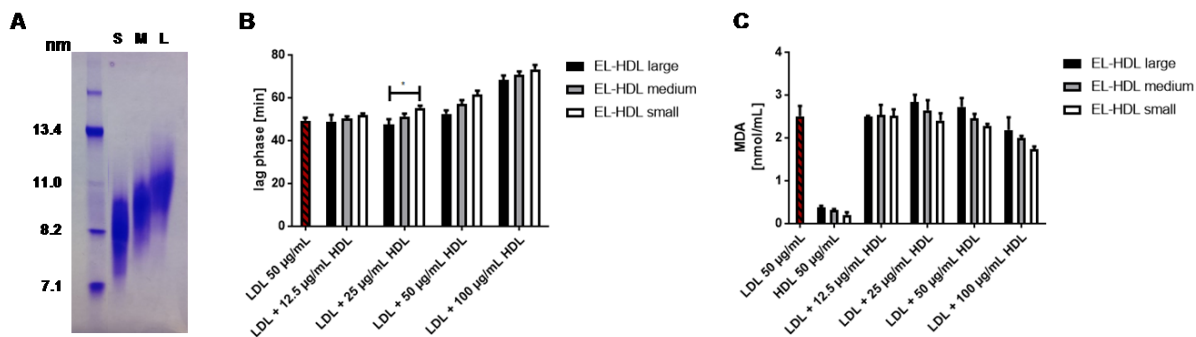 A
S M L
nm
13.4
11.0
8.2
7.1
B
lag phase [min]
80
60
40
20
0
*
EL-HDL large
EL-HDL medium
EL-HDL small
LDL 50 µg/mL
LDL + 12.5 µg/mL HDL
LDL + 25 µg/mL HDL
LDL + 50 µg/mL HDL
LDL + 100 µg/mL HDL
C
MDA
[nmol/mL]
4
3
2
1
0
EL-HDL large
EL-HDL medium
EL-HDL small
LDL 50 µg/mL
HDL 50 µg/mL
LDL + 12.5 µg/mL HDL
LDL + 25 µg/mL HDL
LDL + 50 µg/mL HDL
LDL + 100 µg/mL HDL